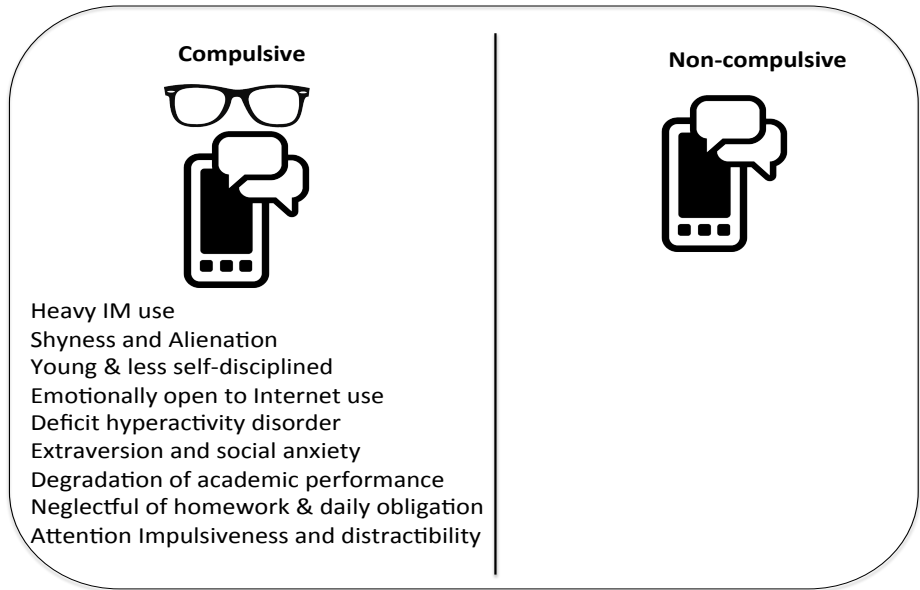 Compulsive
Non-compulsive
Heavy IM use
Shyness and Alienation
Young & less self-disciplined
Emotionally open to Internet use
Deficit hyperactivity disorder
Extraversion and social anxiety
Degradation of academic performance
Neglectful of homework & daily obligation
Attention Impulsiveness and distractibility